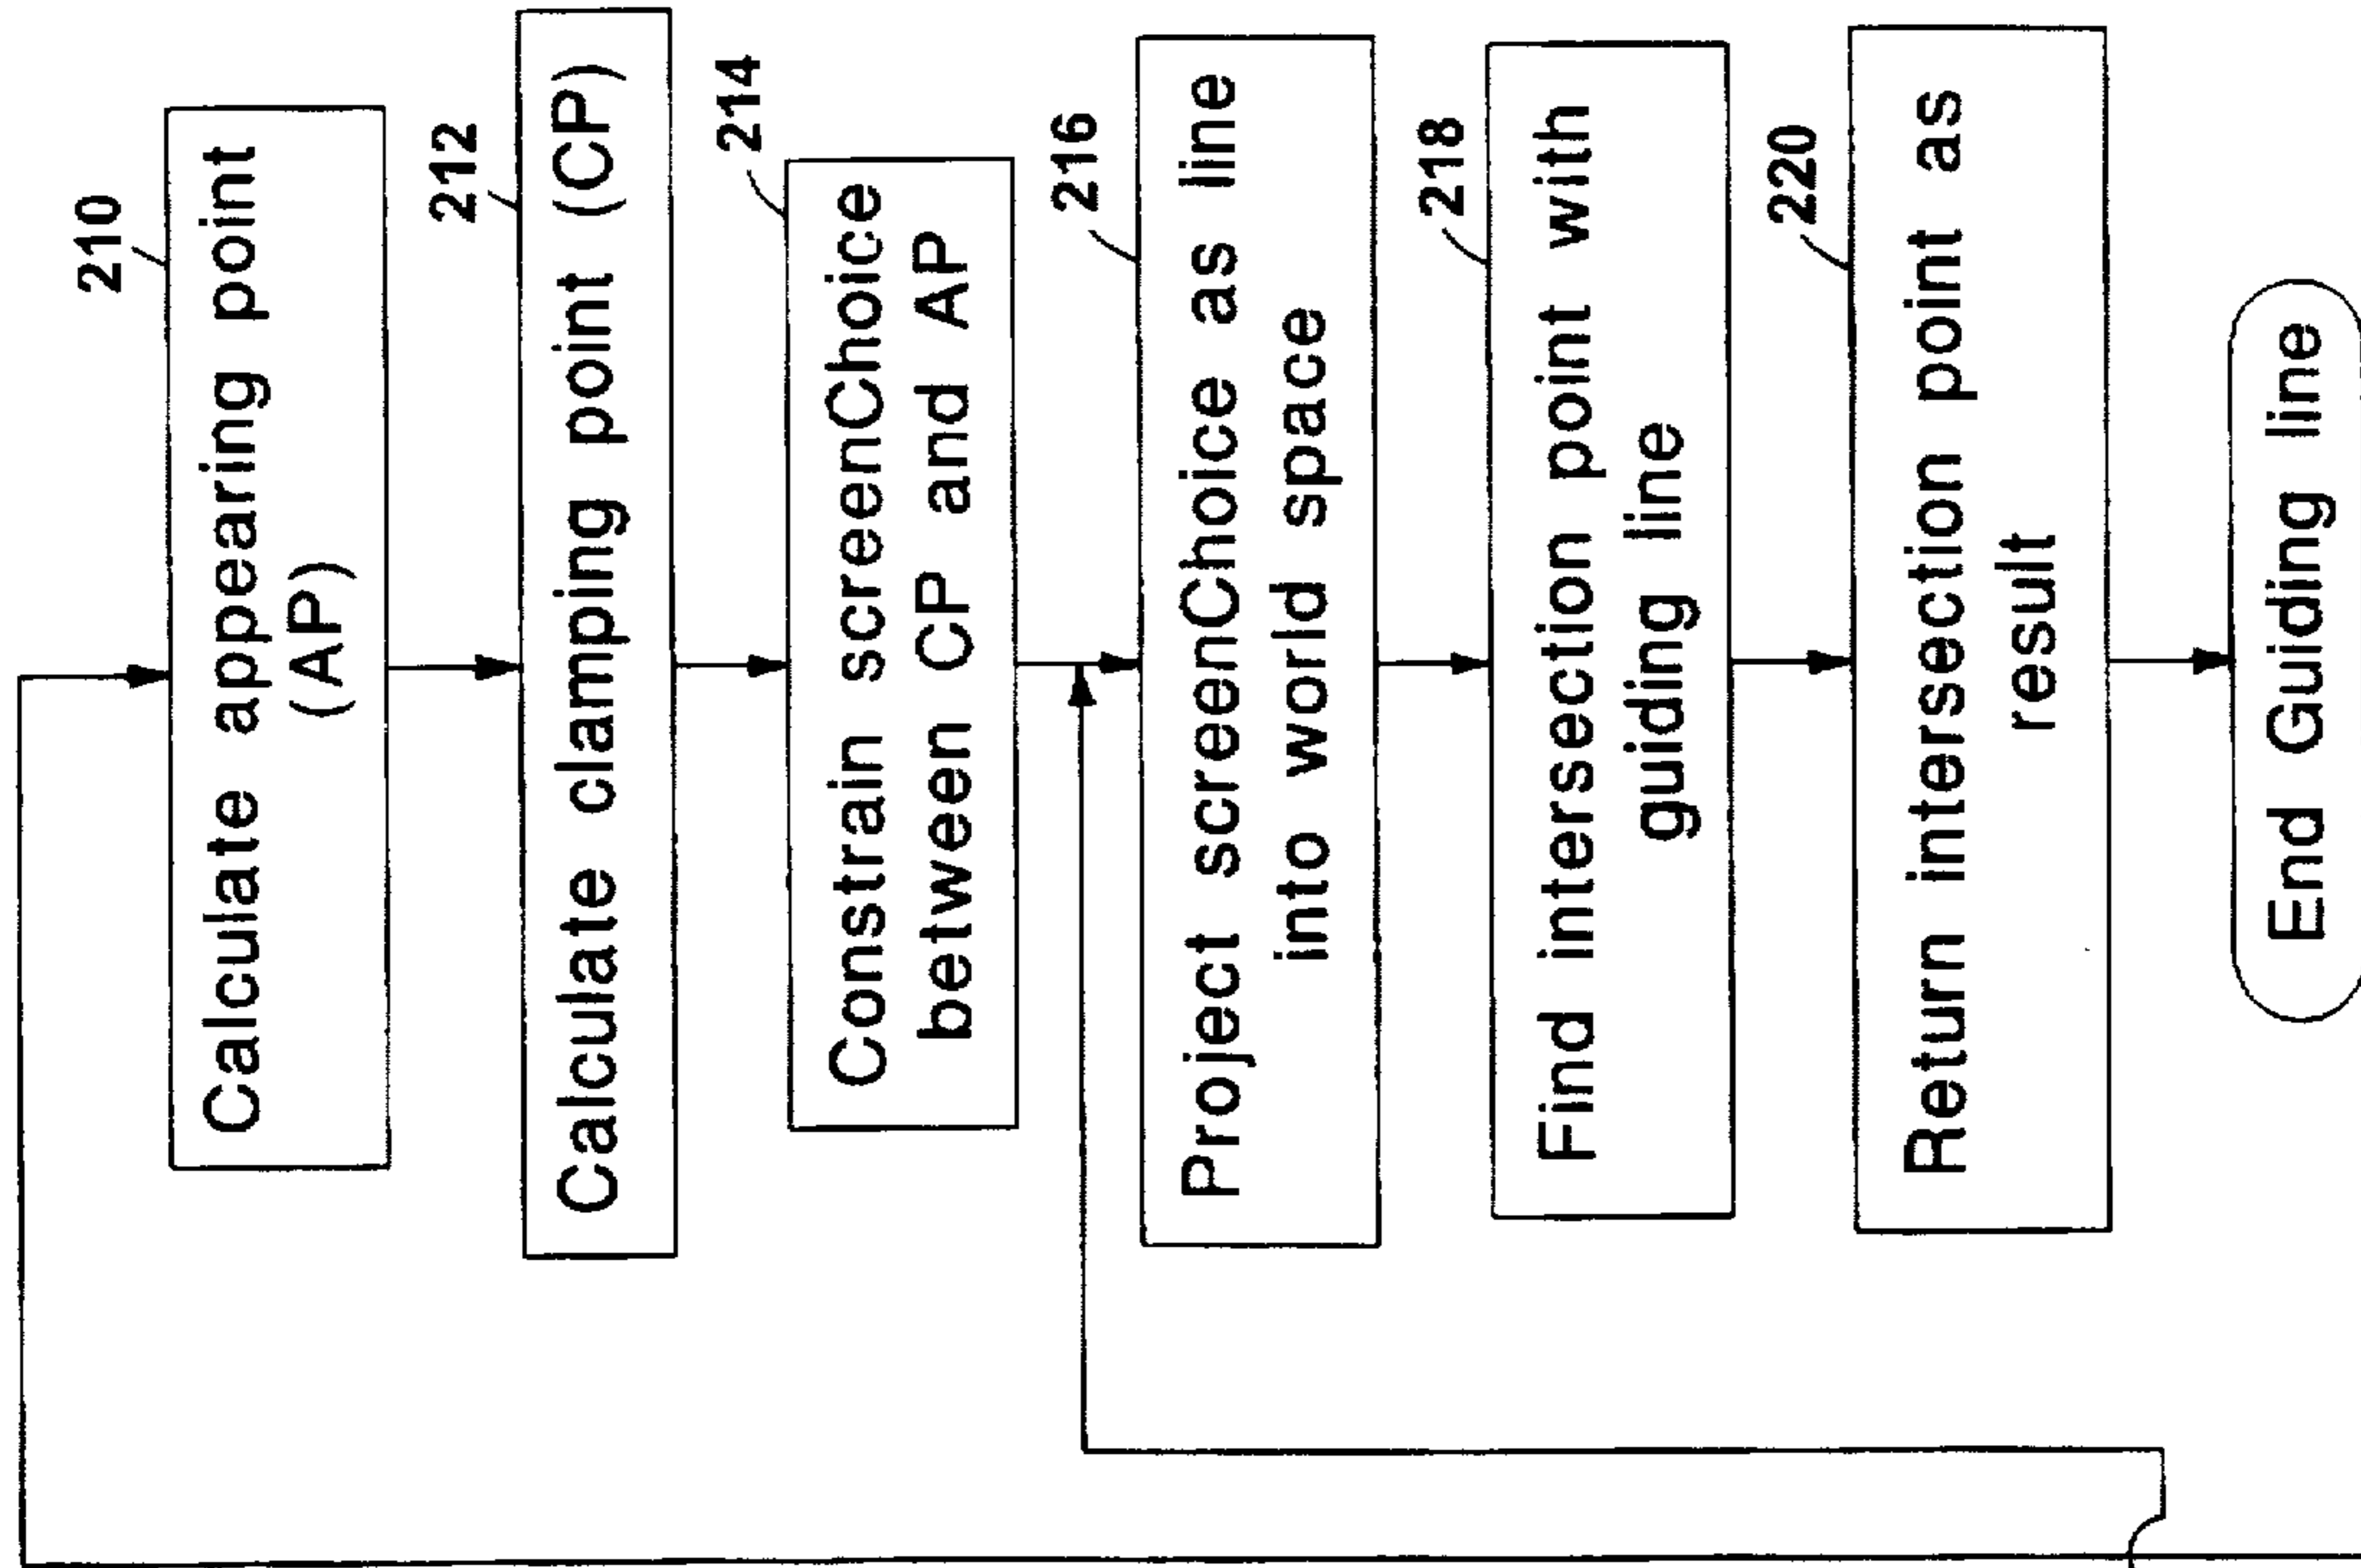 210
Calculate appearing point
(AP)
212
Calculate clamping point (CP)
214
Constrain screenChoice
between CP and AP
216
Project screenChoice as line
into world space
218
Find intersection point with
guiding line
220
Return intersection point as
result
End Guiding line